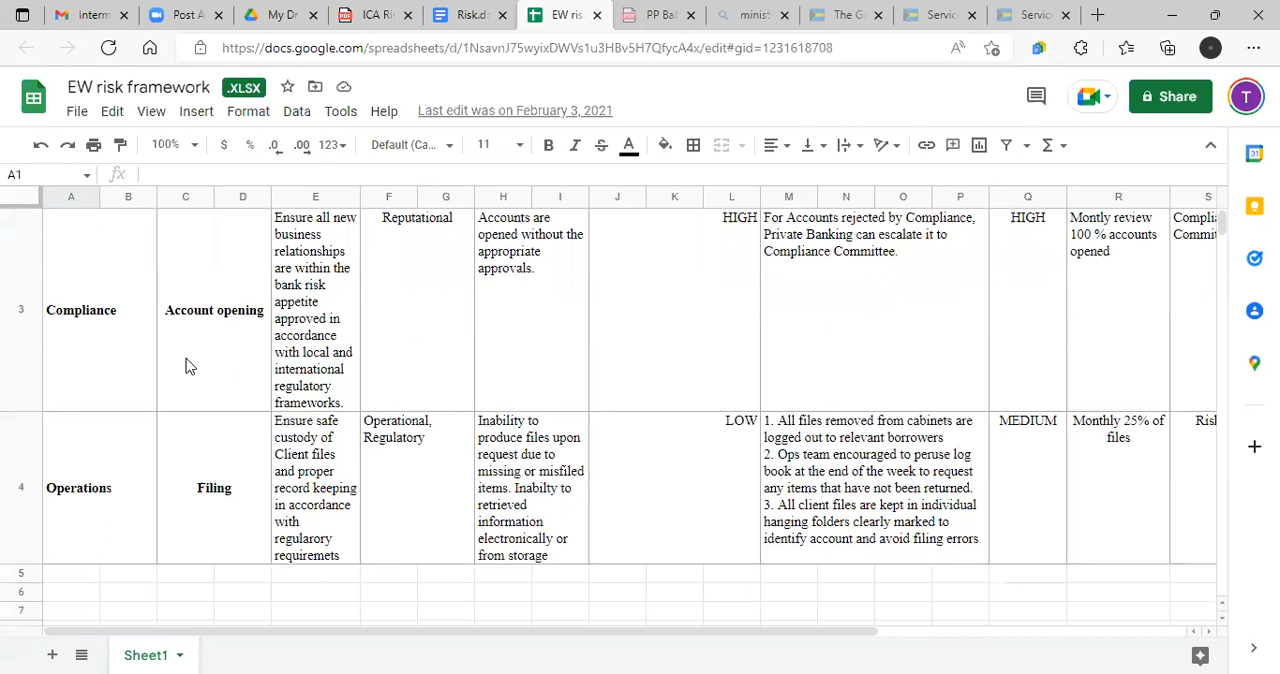 Interm
Post A
My Dr
ICA Ris
Risk.do
EW ris
PP Bal
minist
The G
Service
Service
https://docs.google.com/spreadsheets/d/1NsavnJ75wyixDWVs1u3HBv5H7QfycA4x/edit#gid=1231618708
EW risk framework .XLSX
File Edit View Insert Format Data Tools Help Last edit was on February 3, 2021
Share
T
100% $ % .0 .00 123 Default (Ca... 11 B I S A
A1 fx
A B C D E F G H I J K L M N O P Q R S
3
Compliance
Account opening
Ensure all new
business
relationships
are within the
bank risk
appetite
approved in
accordance
with local and
international
regulatory
frameworks.
Reputational
Accounts are
opened without the
appropriate
approvals.
HIGH
For Accounts rejected by Compliance,
Private Banking can escalate it to
Compliance Committee.
HIGH
Montly review
100 % accounts
opened
Compli
Commit
4
Operations
Filing
Ensure safe
custody of
Client files
and proper
record keeping
in accordance
with
regularory
requiremets
Operational,
Regulatory
Inability to
produce files upon
request due to
missing or misfiled
items. Inabilty to
retrieved
information
electronically or
from storage
LOW
1. All files removed from cabinets are
logged out to relevant borrowers
2. Ops team encouraged to peruse log
book at the end of the week to request
any items that have not been returned.
3. All client files are kept in individual
hanging folders clearly marked to
identify account and avoid filing errors
MEDIUM
Monthly 25% of
files
Risl
5
6
7
Sheet1